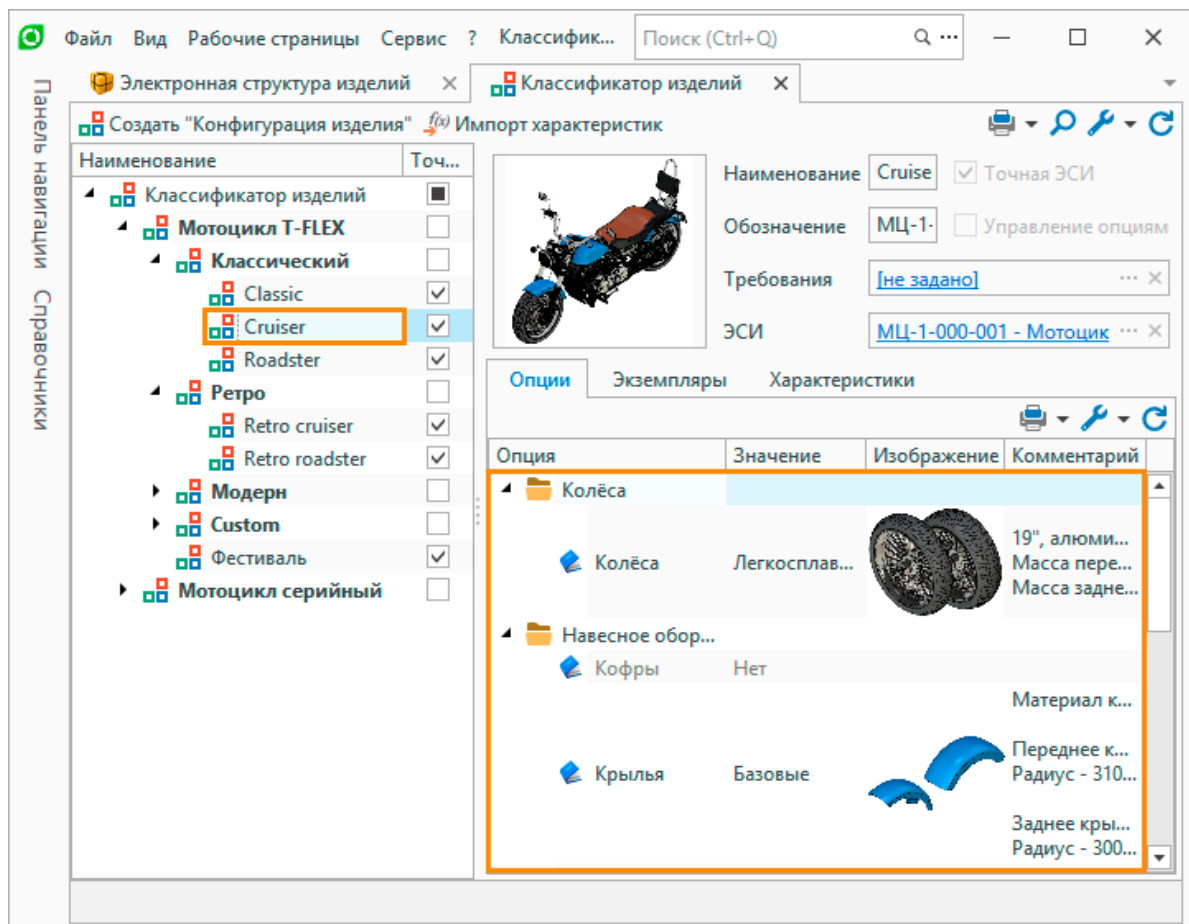 Файл Вид Рабочие страницы Сервис ? Классифик... Поиск (Ctrl+Q)
Панель навигации
Справочники
Электронная структура изделий
Классификатор изделий
Создать "Конфигурация изделия" f(x) Импорт характеристик
Наименование Точ...
Классификатор изделий
Мотоцикл T-FLEX
Классический
Classic
Cruiser
Roadster
Ретро
Retro cruiser
Retro roadster
Модерн
Custom
Фестиваль
Мотоцикл серийный
Наименование Cruise Точная ЭСИ
Обозначение МЦ-1- Управление опциям
Требования [не задано] ...
ЭСИ МЦ-1-000-001 - Мотоцик ...
Опции Экземпляры Характеристики
Опция Значение Изображение Комментарий
Колёса
Колёса Легкосплав... 19", алюми...
Масса пере...
Масса задне...
Навесное обор...
Кофры Нет
Материал к...
Переднее к...
Крылья Базовые Радиус - 310...
Заднее кры...
Радиус - 300...